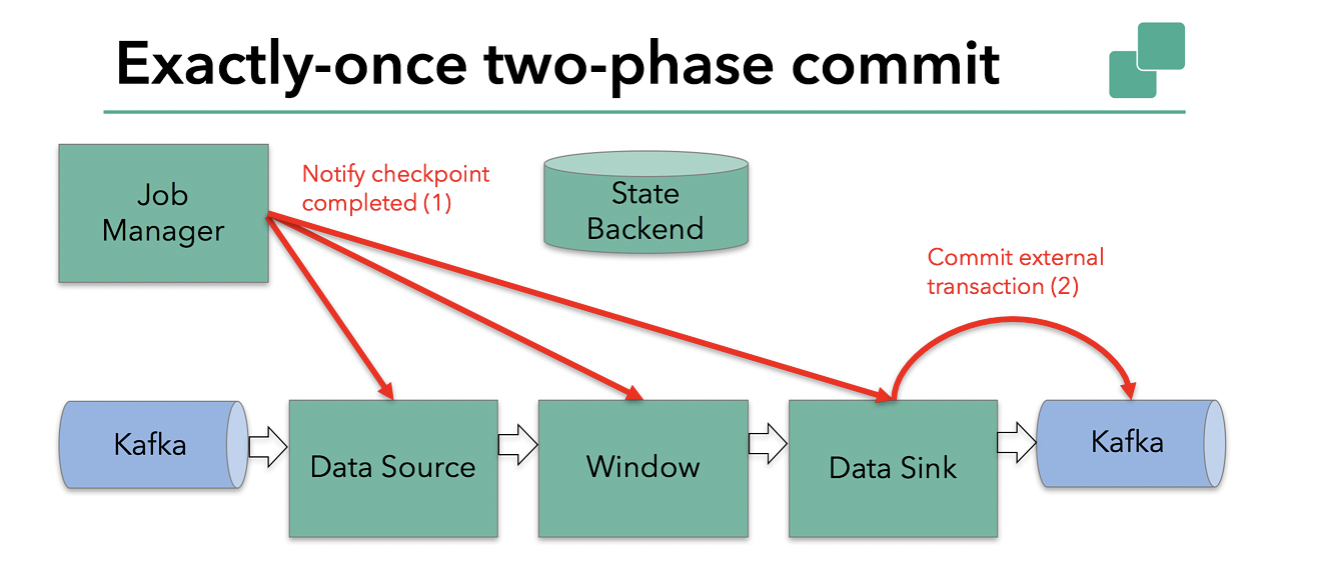 Exactly-once two-phase commit
Job
Manager
Notify checkpoint
completed (1)
State
Backend
Commit external
transaction (2)
Kafka
Data Source
Window
Data Sink
Kafka